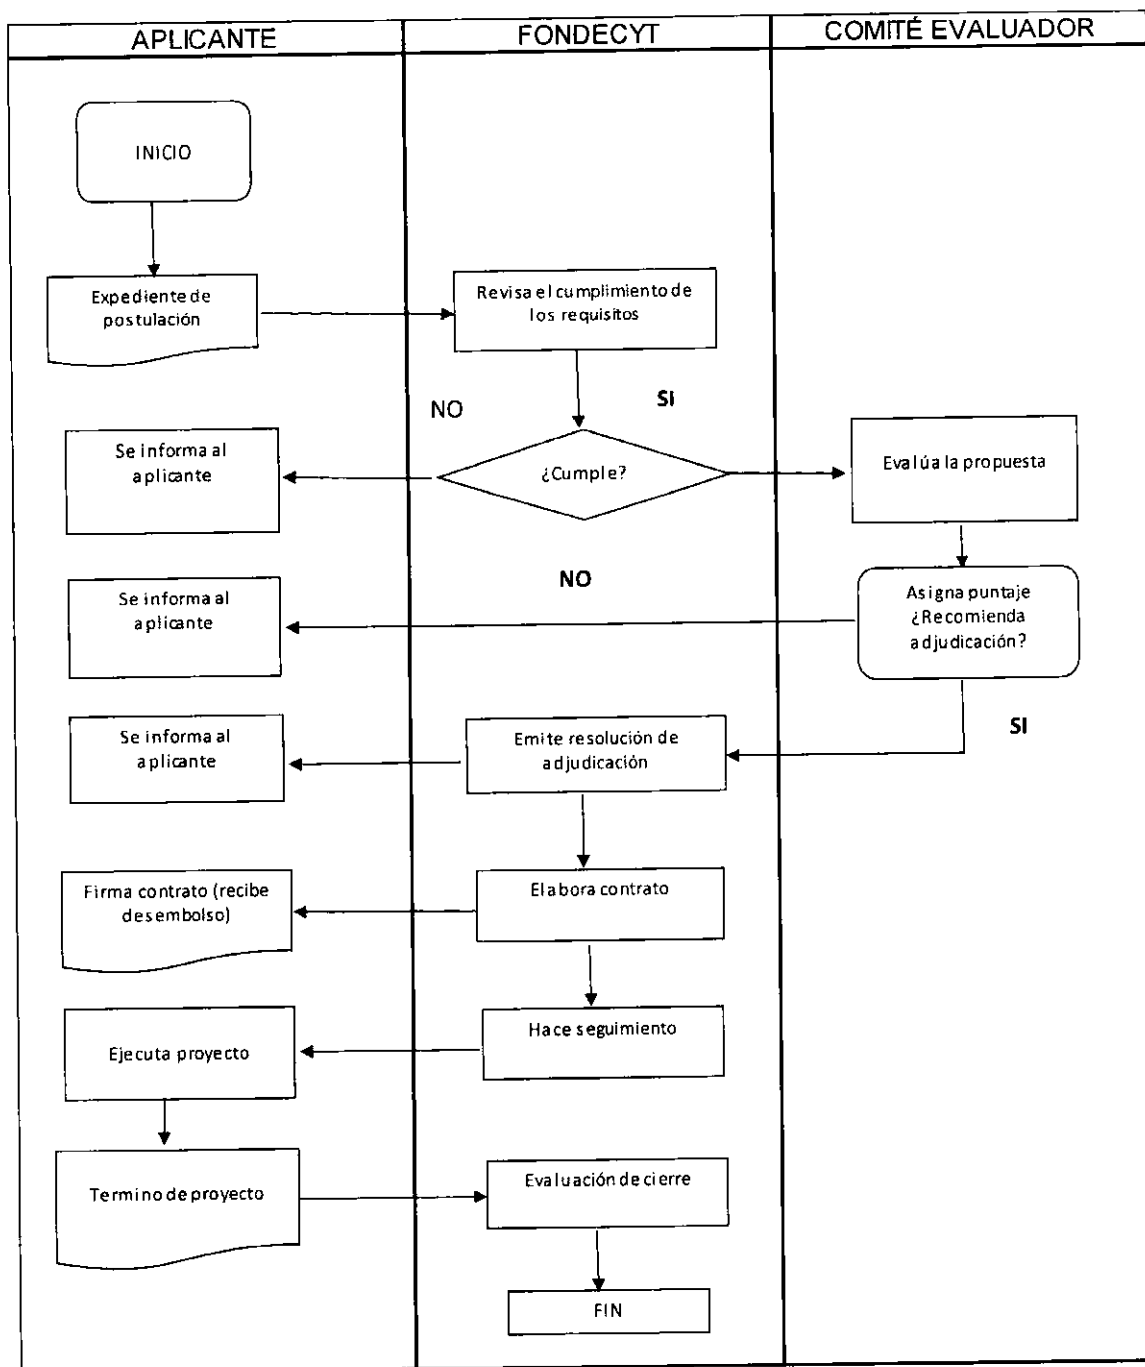 APLICANTE
FONDECYT
COMITÉ EVALUADOR
INICIO
Expediente de
postulación
Revisa el cumplimiento de
los requisitos
NO
SI
Se informa al
aplicante
¿Cumple?
Evalúa la propuesta
NO
Se informa al
aplicante
Asigna puntaje
¿Recomienda
adjudicación?
SI
Se informa al
aplicante
Emite resolución de
adjudicación
Firma contrato (recibe
desembolso)
Elabora contrato
Ejecuta proyecto
Hace seguimiento
Termino de proyecto
Evaluación de cierre
FIN